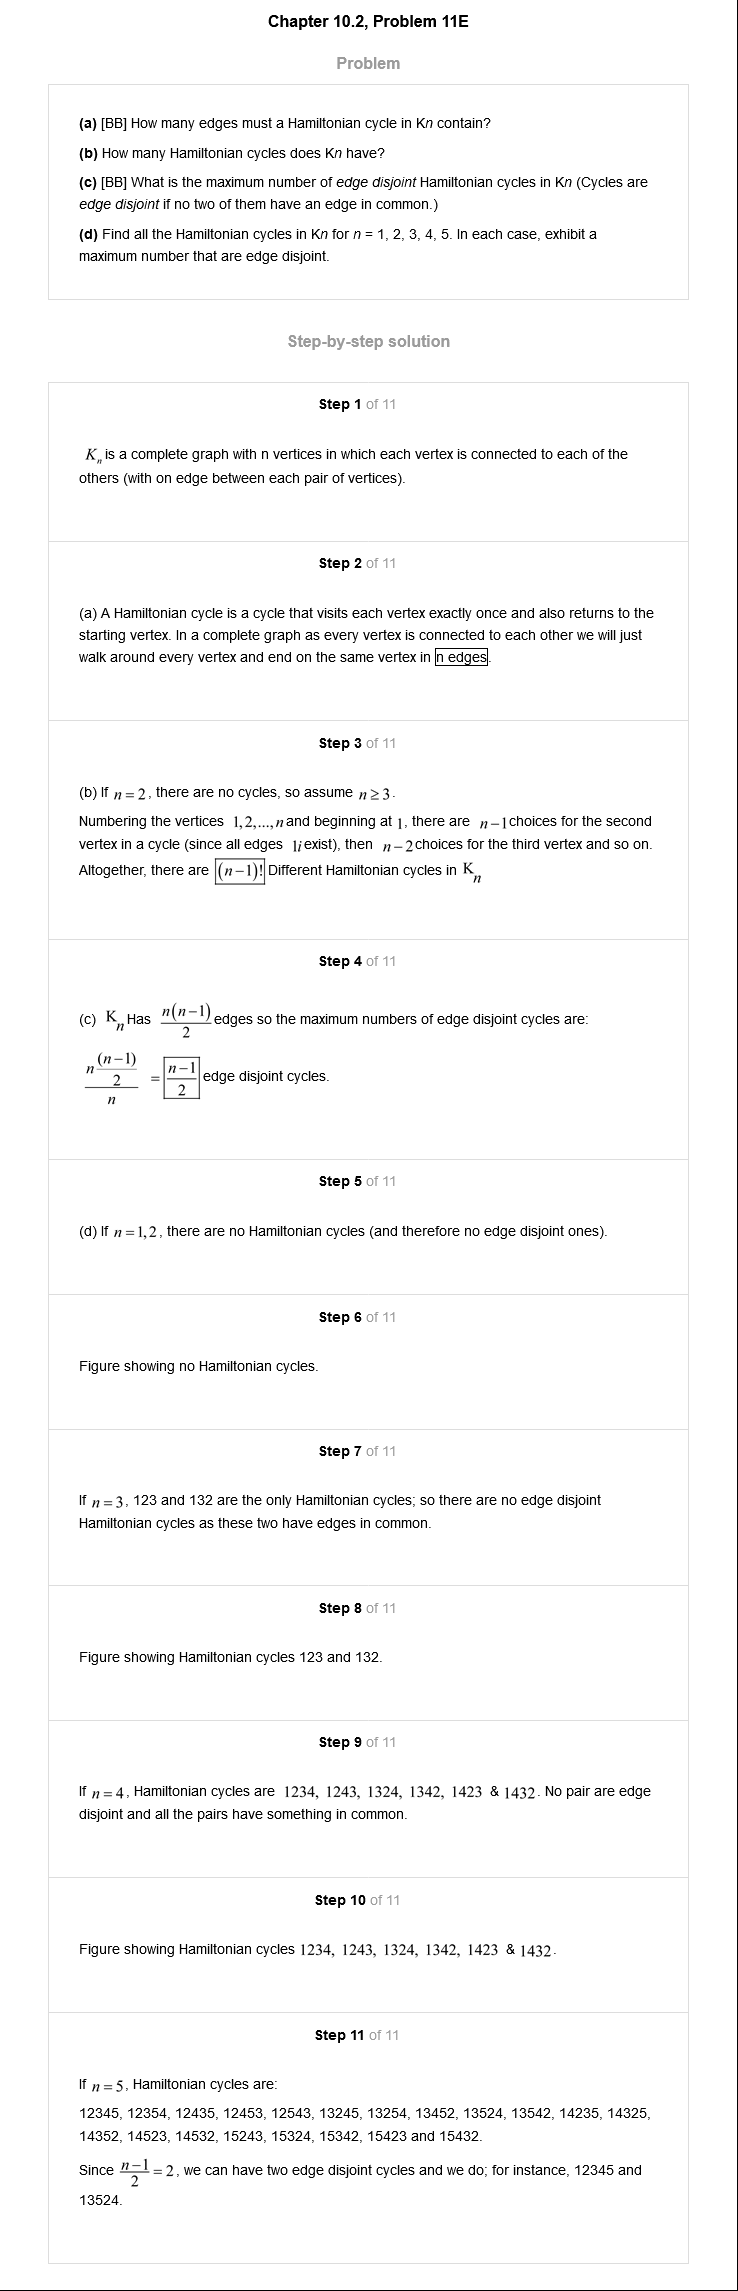 Chapter 10.2, Problem 11E
Problem
(a) [BB] How many edges must a Hamiltonian cycle in Kn contain?
(b) How many Hamiltonian cycles does Kn have?
(c) [BB] What is the maximum number of edge disjoint Hamiltonian cycles in Kn (Cycles are
edge disjoint if no two of them have an edge in common.)
(d) Find all the Hamiltonian cycles in Kn for n = 1, 2, 3, 4, 5. In each case, exhibit a
maximum number that are edge disjoint.
Step-by-step solution
Step 1 of 11
K_n is a complete graph with n vertices in which each vertex is connected to each of the
others (with on edge between each pair of vertices).
Step 2 of 11
(a) A Hamiltonian cycle is a cycle that visits each vertex exactly once and also returns to the
starting vertex. In a complete graph as every vertex is connected to each other we will just
walk around every vertex and end on the same vertex in n edges.
Step 3 of 11
(b) If n = 2, there are no cycles, so assume n ≥ 3.
Numbering the vertices 1,2,...,n and beginning at 1, there are n−1 choices for the second
vertex in a cycle (since all edges 1i exist), then n−2 choices for the third vertex and so on.
Altogether, there are (n−1)! Different Hamiltonian cycles in K_n
Step 4 of 11
(c) K_n Has n(n−1)/2 edges so the maximum numbers of edge disjoint cycles are:
n (n−1)/2 / n = n−1/2 edge disjoint cycles.
Step 5 of 11
(d) If n = 1,2, there are no Hamiltonian cycles (and therefore no edge disjoint ones).
Step 6 of 11
Figure showing no Hamiltonian cycles.
Step 7 of 11
If n = 3, 123 and 132 are the only Hamiltonian cycles; so there are no edge disjoint
Hamiltonian cycles as these two have edges in common.
Step 8 of 11
Figure showing Hamiltonian cycles 123 and 132.
Step 9 of 11
If n = 4, Hamiltonian cycles are 1234, 1243, 1324, 1342, 1423 & 1432. No pair are edge
disjoint and all the pairs have something in common.
Step 10 of 11
Figure showing Hamiltonian cycles 1234, 1243, 1324, 1342, 1423 & 1432.
Step 11 of 11
If n = 5, Hamiltonian cycles are:
12345, 12354, 12435, 12453, 12543, 13245, 13254, 13452, 13524, 13542, 14235, 14325,
14352, 14523, 14532, 15243, 15324, 15342, 15423 and 15432.
Since n−1/2 = 2, we can have two edge disjoint cycles and we do; for instance, 12345 and
13524.